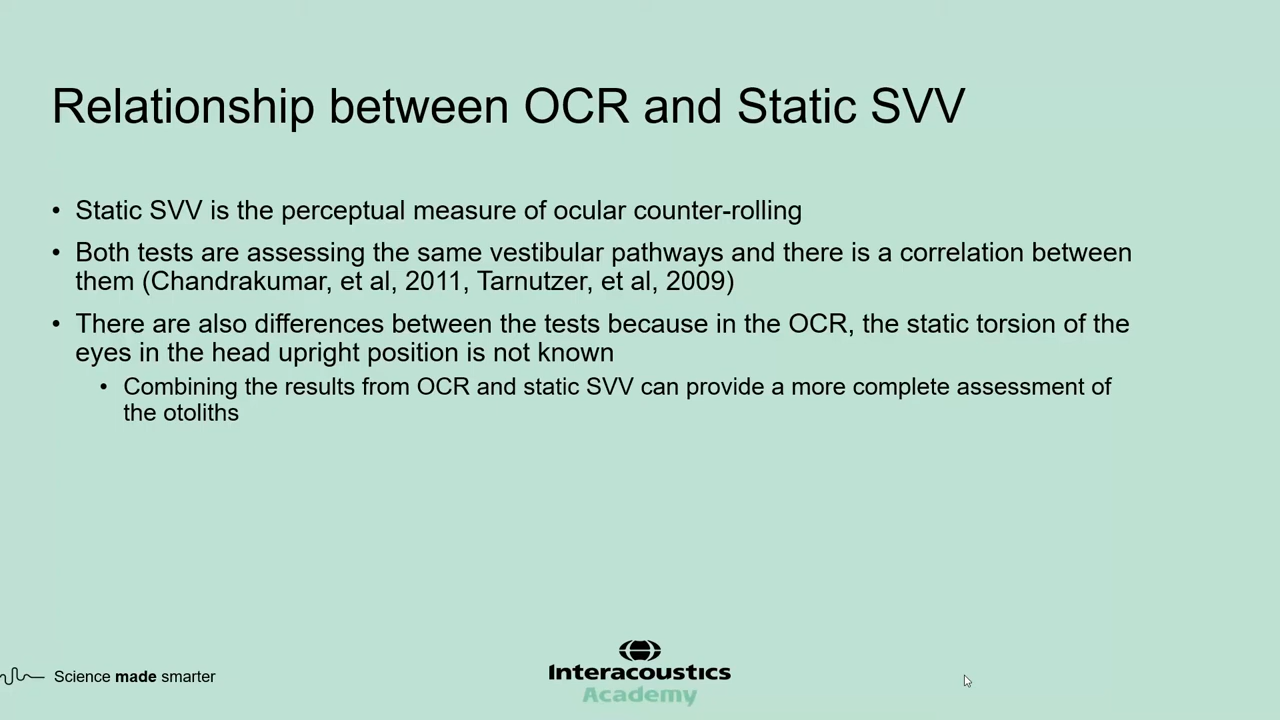 Relationship between OCR and Static SVV
• Static SVV is the perceptual measure of ocular counter-rolling
• Both tests are assessing the same vestibular pathways and there is a correlation between
them (Chandrakumar, et al, 2011, Tarnutzer, et al, 2009)
• There are also differences between the tests because in the OCR, the static torsion of the
eyes in the head upright position is not known
• Combining the results from OCR and static SVV can provide a more complete assessment of
the otoliths
Science made smarter
Interacoustics
Academy